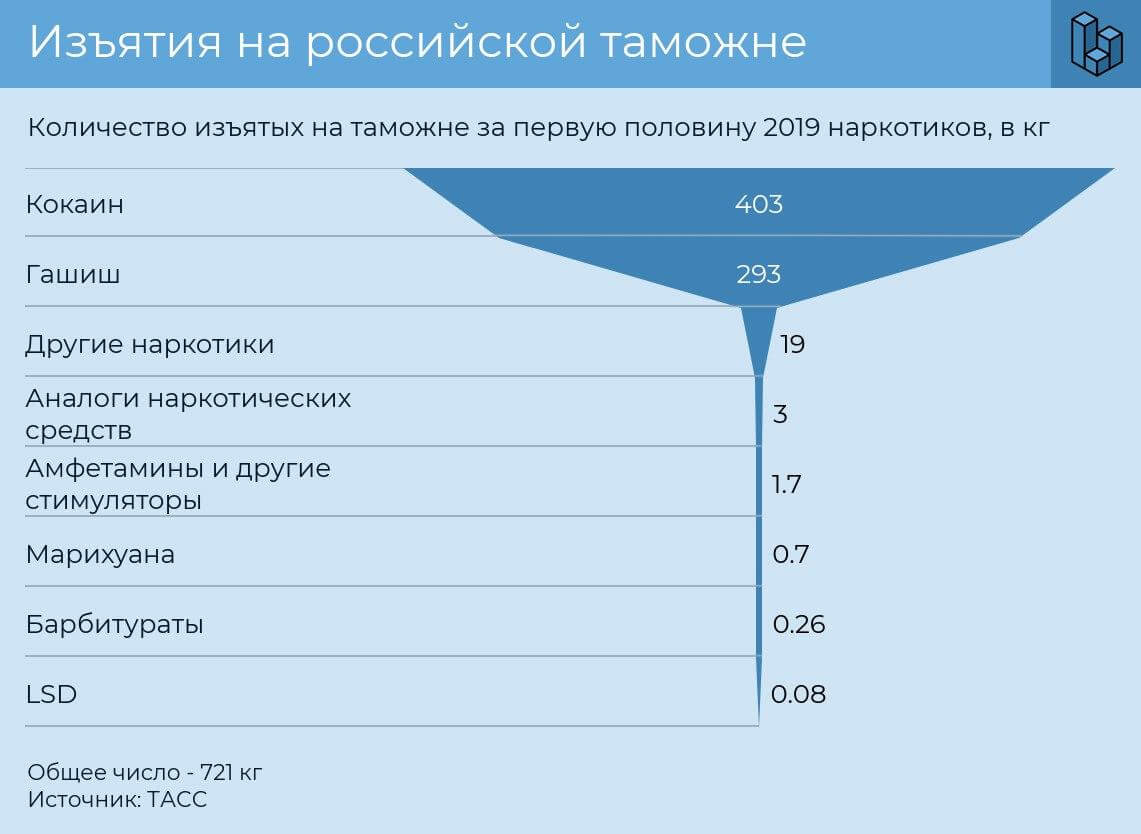 Изъятия на российской таможне
Количество изъятых на таможне за первую половину 2019 наркотиков, в кг
Кокаин 403
Гашиш 293
Другие наркотики 19
Аналоги наркотических
средств 3
Амфетамины и другие
стимуляторы 1.7
Марихуана 0.7
Барбитураты 0.26
LSD 0.08
Общее число - 721 кг
Источник: ТАСС